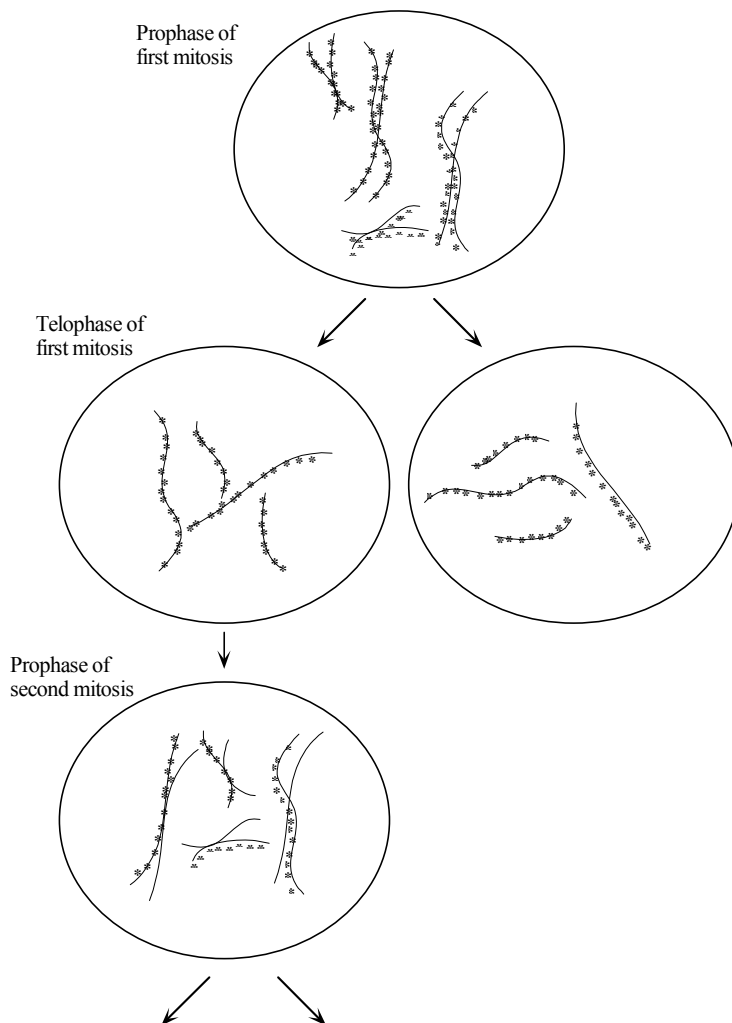 Prophase of
first mitosis
Telophase of
first mitosis
Prophase of
second mitosis